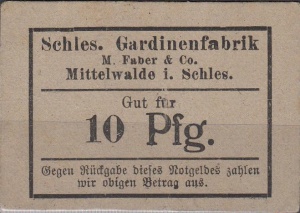 Schles. Gardinenfabrik
M. Faber & Co.
Mittelwalde i. Schles.
Gut für
10 Pfg.
Gegen Rückgabe dieses Notgeldes zahlen
wir obigen Betrag aus.